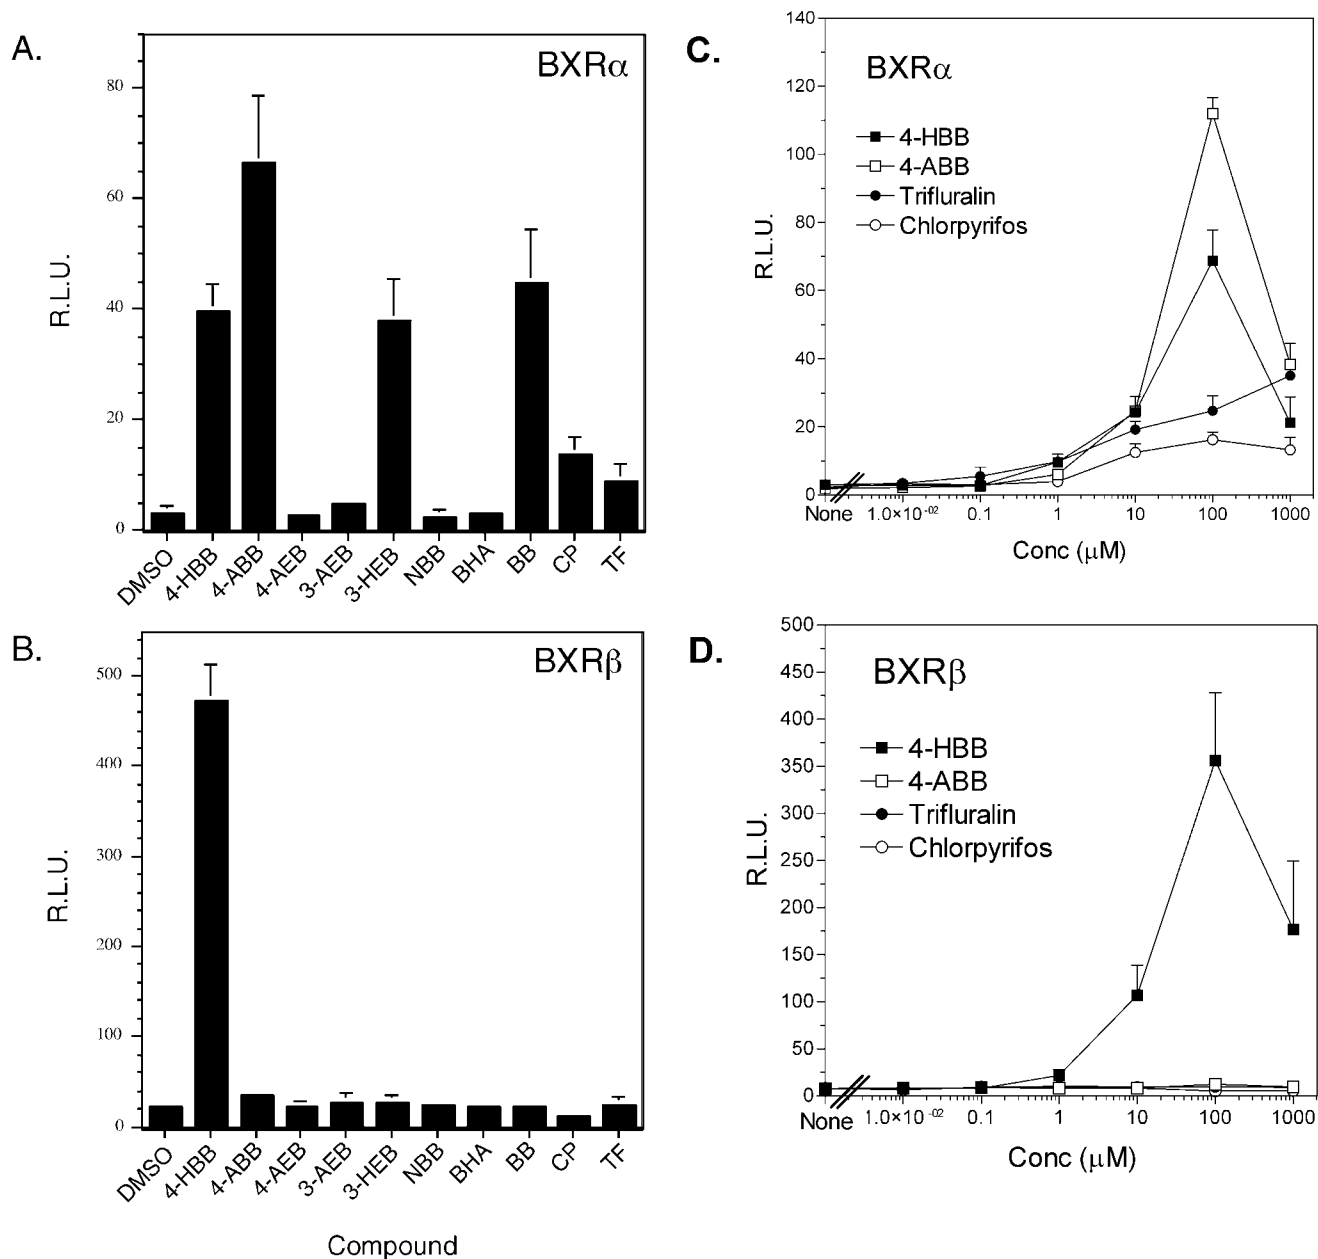 A.
BXRα
80
60
40
20
0
R.L.U.
DMSO
4-HBB
4-ABB
4-AEB
3-AEB
3-HEB
NBB
BHA
BB
CP
TF
B.
BXRβ
500
400
300
200
100
0
R.L.U.
DMSO
4-HBB
4-ABB
4-AEB
3-AEB
3-HEB
NBB
BHA
BB
CP
TF
Compound
C.
BXRα
4-HBB
4-ABB
Trifluralin
Chlorpyrifos
140
120
100
80
60
40
20
0
R.L.U.
None 1.0×10⁻⁰² 0.1 1 10 100 1000
Conc (μM)
D.
BXRβ
4-HBB
4-ABB
Trifluralin
Chlorpyrifos
500
450
400
350
300
250
200
150
100
50
0
R.L.U.
None 1.0×10⁻⁰² 0.1 1 10 100 1000
Conc (μM)